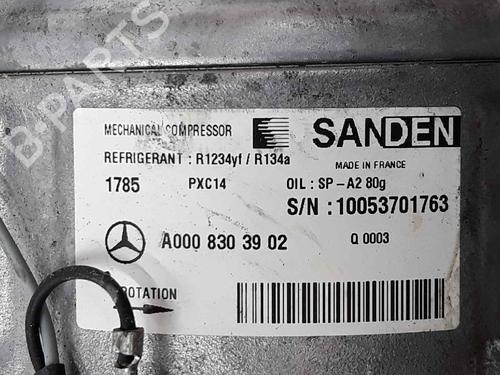 B-PARTS
MECHANICAL COMPRESSOR
SANDEN
REFRIGERANT : R1234yf / R134a
MADE IN FRANCE
1785 PXC14 OIL : SP-A2 80g
S/N : 10053701763
A000 830 39 02 Q 0003
ROTATION